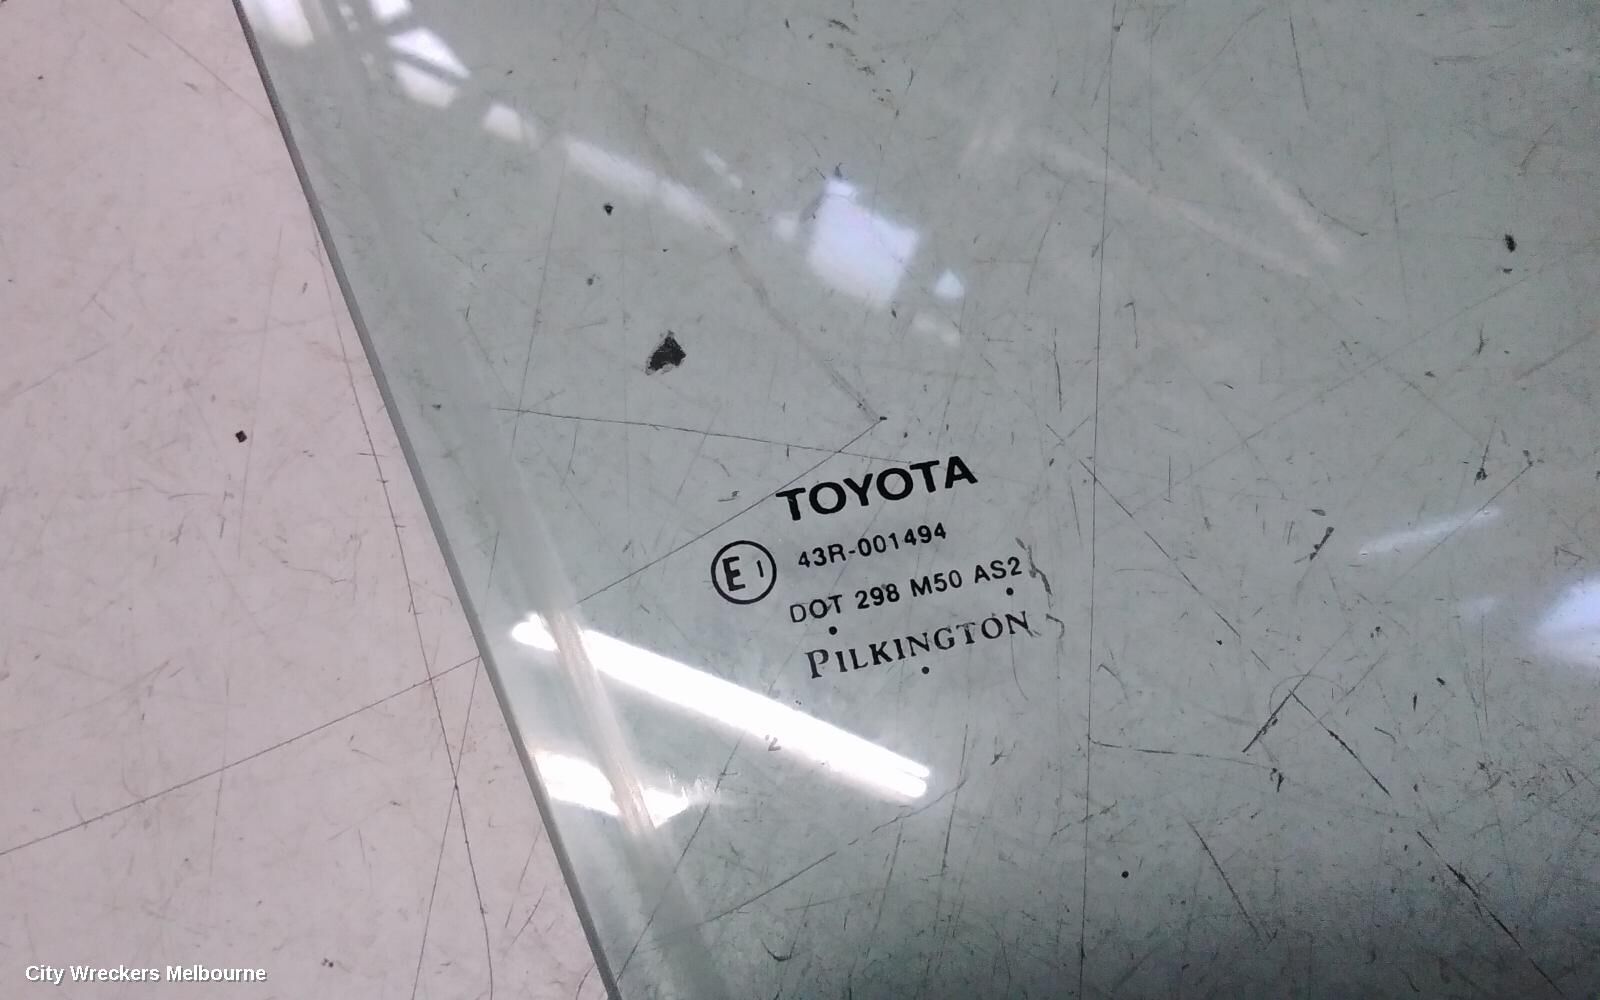 TOYOTA
E1 43R-001494
DOT 298 M50 AS2
PILKINGTON
City Wreckers Melbourne